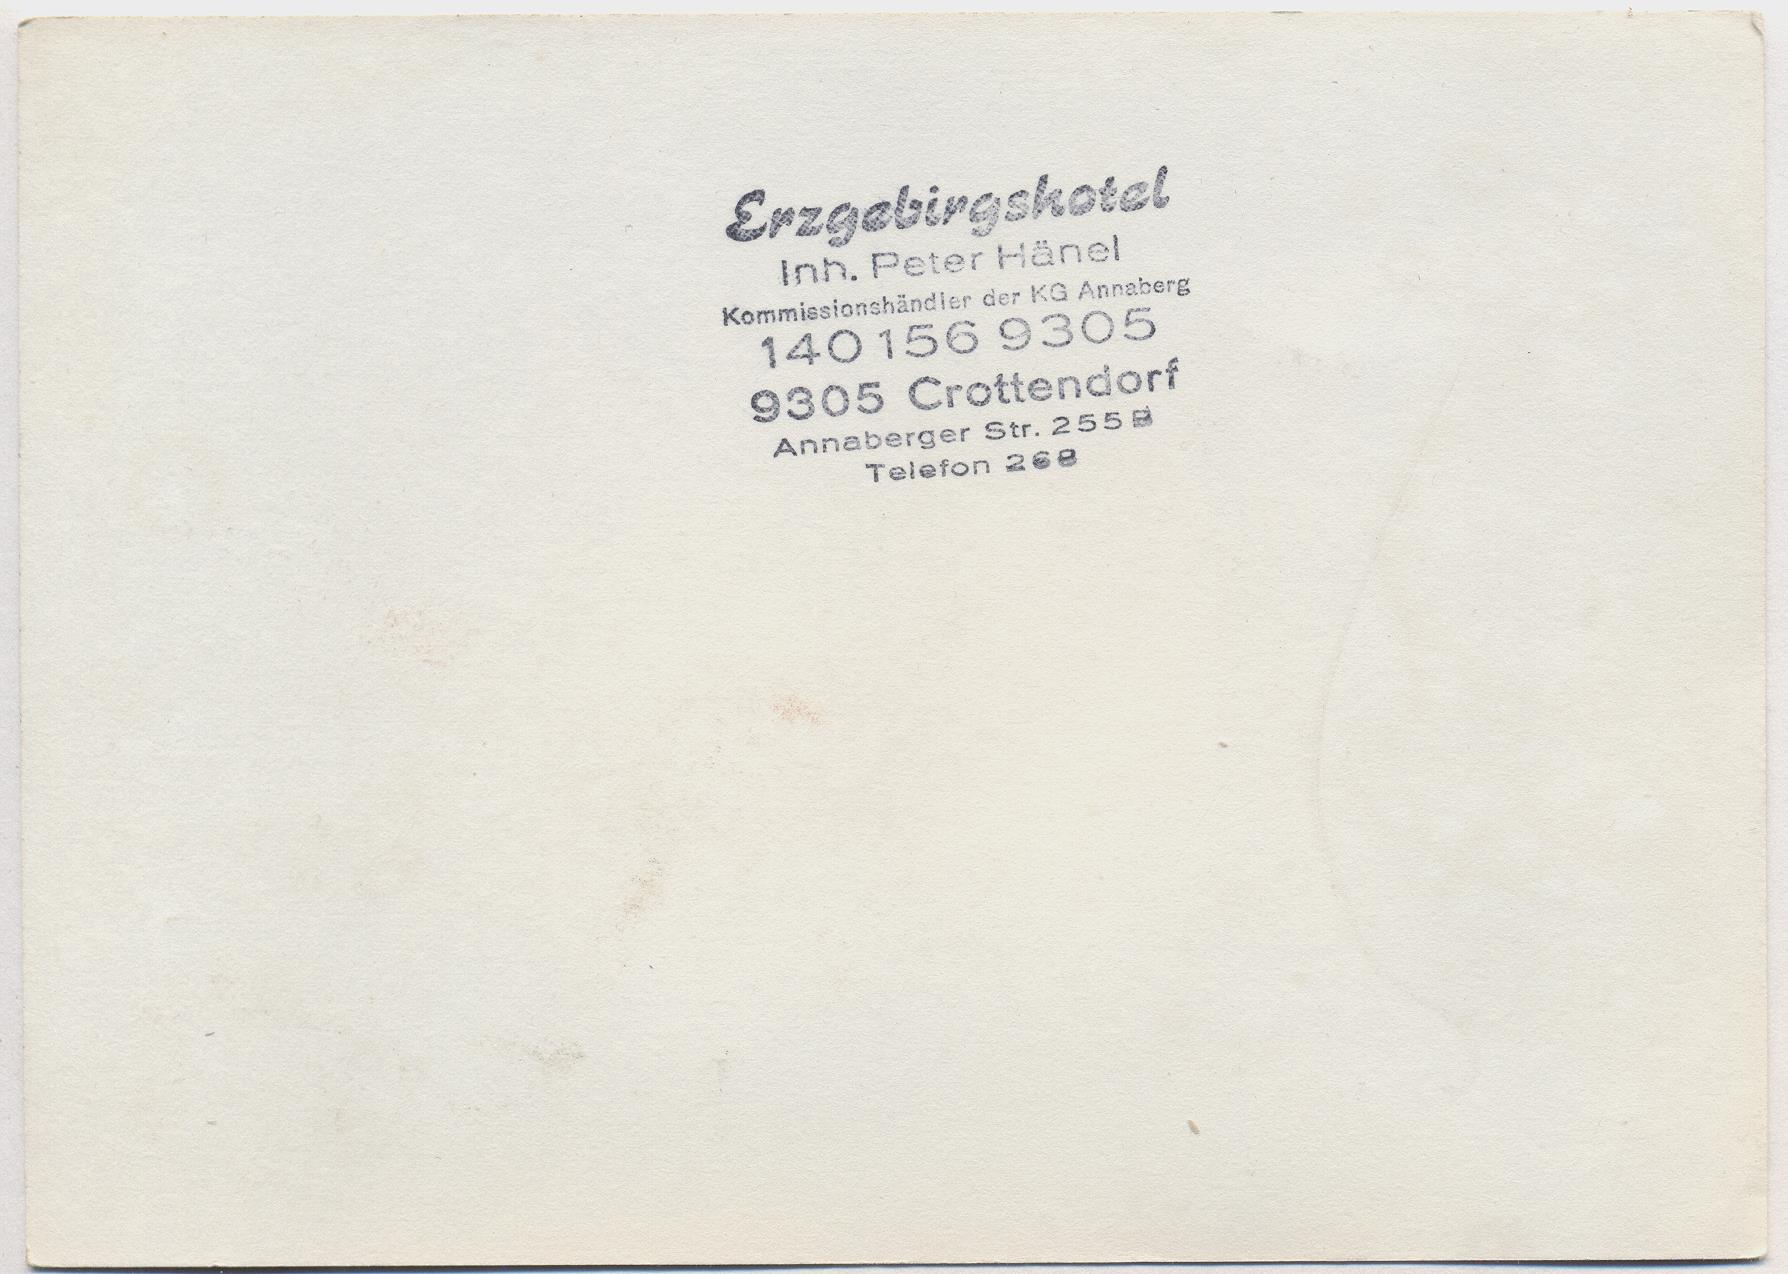 Erzgebirgshotel
Inh. Peter Hänel
Kommissionshändler der KG Annaberg
140 156 9305
9305 Crottendorf
Annaberger Str. 255 B
Telefon 268